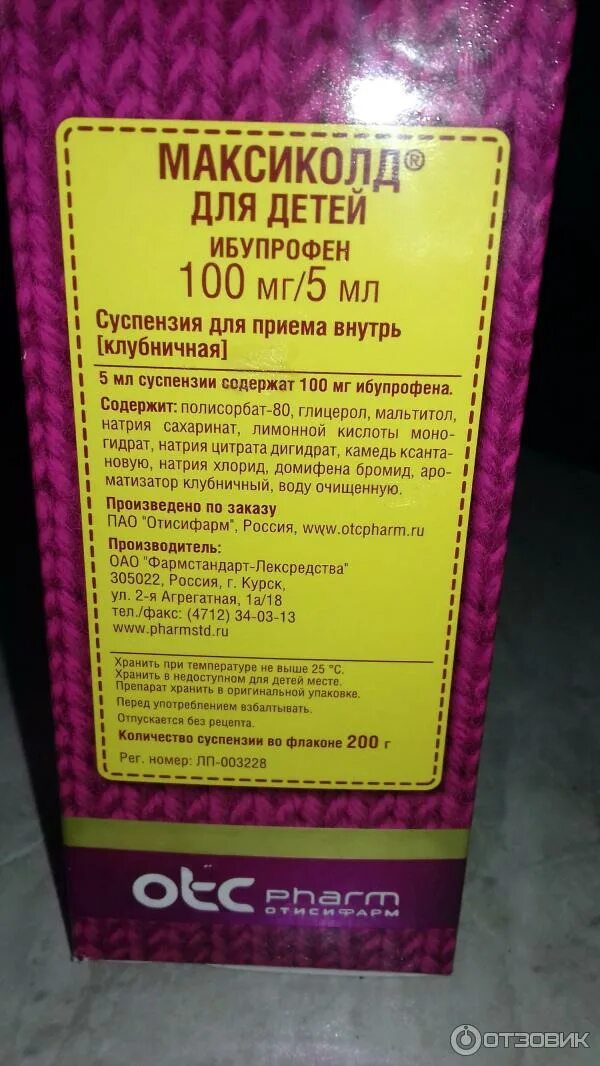 МАКСИКОЛД®
ДЛЯ ДЕТЕЙ
ИБУПРОФЕН
100 мг/5 мл
Суспензия для приема внутрь
[клубничная]
5 мл суспензии содержат 100 мг ибупрофена.
Содержит: полисорбат-80, глицерол, мальтитол,
натрия сахаринат, лимонной кислоты моно-
гидрат, натрия цитрата дигидрат, камедь ксанта-
новую, натрия хлорид, домифена бромид, аро-
матизатор клубничный, воду очищенную.
Произведено по заказу
ПАО "Отисифарм", Россия, www.otcpharm.ru
Производитель:
ОАО "Фармстандарт-Лексредства"
305022, Россия, г. Курск,
ул. 2-я Агрегатная, 1а/18
тел./факс: (4712) 34-03-13
www.pharmstd.ru
Хранить при температуре не выше 25 °C.
Хранить в недоступном для детей месте.
Препарат хранить в оригинальной упаковке.
Перед употреблением взбалтывать.
Отпускается без рецепта.
Количество суспензии во флаконе 200 г
Рег. номер: ЛП-003228
otc pharm
ОТИСИФАРМ
ОТЗОВИК